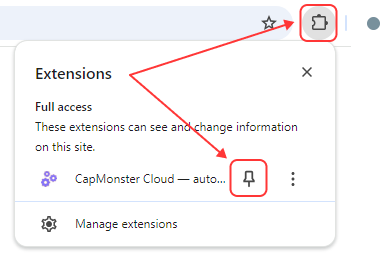 Extensions
Full access
These extensions can see and change information
on this site.
CapMonster Cloud — auto...
Manage extensions